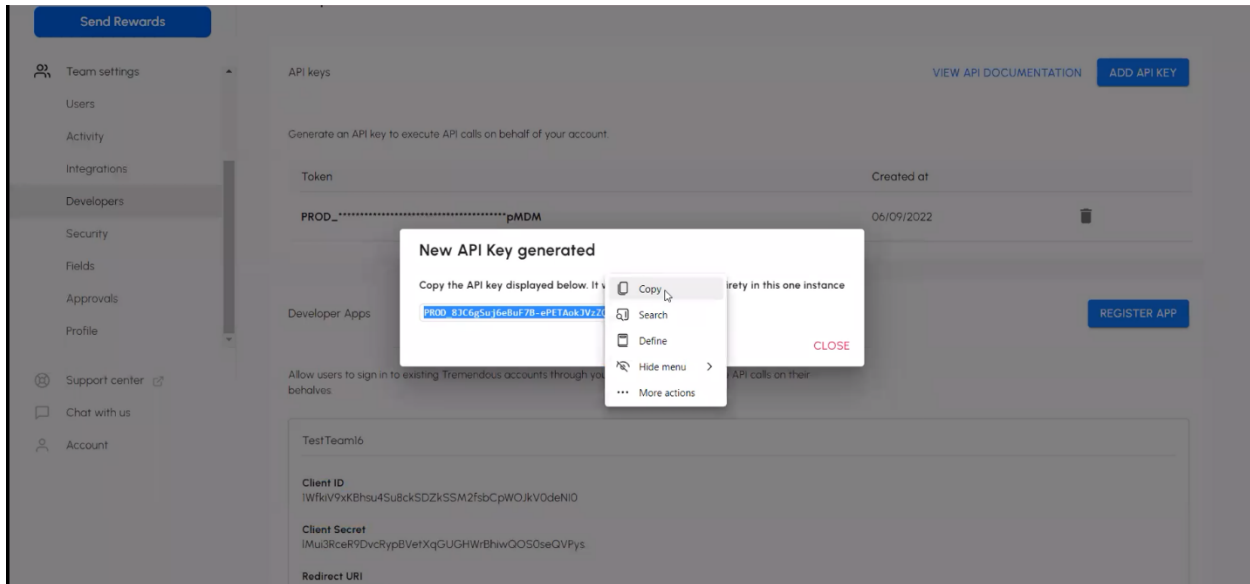 Send Rewards
Team settings
Users
Activity
Integrations
Developers
Security
Fields
Approvals
Profile
Support center
Chat with us
Account
API keys
VIEW API DOCUMENTATION
ADD API KEY
Generate an API key to execute API calls on behalf of your account.
Token
Created at
PROD_***************************************pMDM
06/09/2022
New API Key generated
Copy the API key displayed below. It
irety in this one instance
CLOSE
Copy
Search
Define
Hide menu
More actions
Developer Apps
REGISTER APP
Allow users to sign in to existing Tremendous accounts through
API calls on their
behalves
TestTeam16
Client ID
Client Secret
Redirect URI